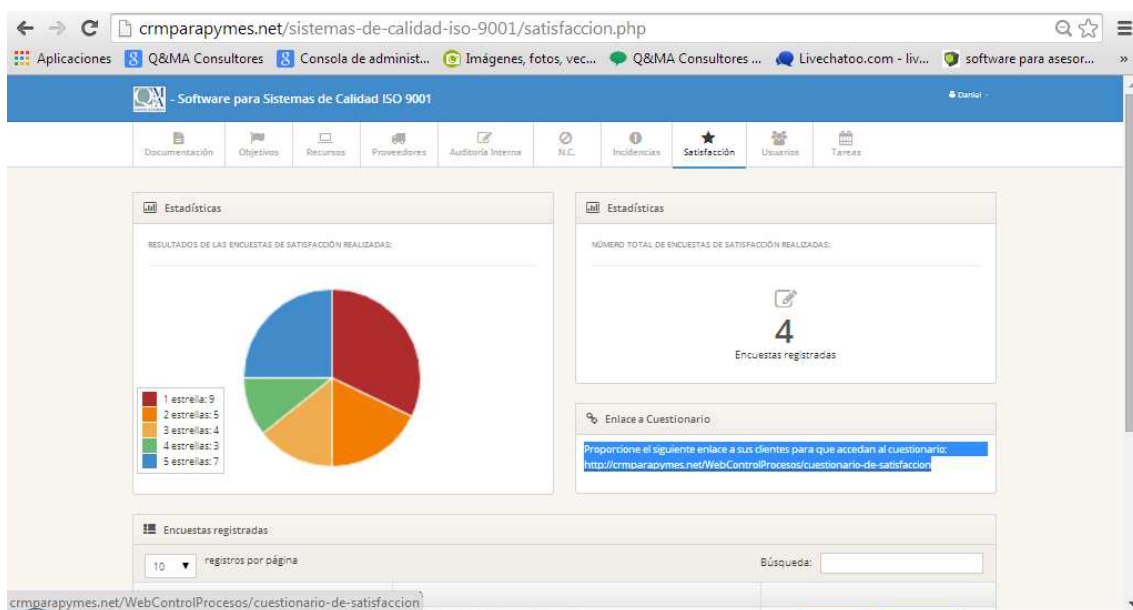 crmparapymes.net/sistemas-de-calidad-iso-9001/satisfaccion.php
Aplicaciones Q&MA Consultores Consola de administ... Imágenes, fotos, vec... Q&MA Consultores ... Livechatoo.com - liv... software para asesor... »
- Software para Sistemas de Calidad ISO 9001
Daniel
Documentación Objetivos Recursos Proveedores Auditoría Interna N.C. Incidencias Satisfacción Usuarios Tareas
Estadísticas
RESULTADOS DE LAS ENCUESTAS DE SATISFACCIÓN REALIZADAS:
1 estrella: 9
2 estrellas: 5
3 estrellas: 4
4 estrellas: 3
5 estrellas: 7
Estadísticas
NÚMERO TOTAL DE ENCUESTAS DE SATISFACCIÓN REALIZADAS:
4
Encuestas registradas
Enlace a Cuestionario
Proporcione el siguiente enlace a sus clientes para que accedan al cuestionario:
http://crmparapymes.net/WebControlProcesos/cuestionario-de-satisfaccion
Encuestas registradas
10 registros por página
Búsqueda:
crmparapymes.net/WebControlProcesos/cuestionario-de-satisfaccion